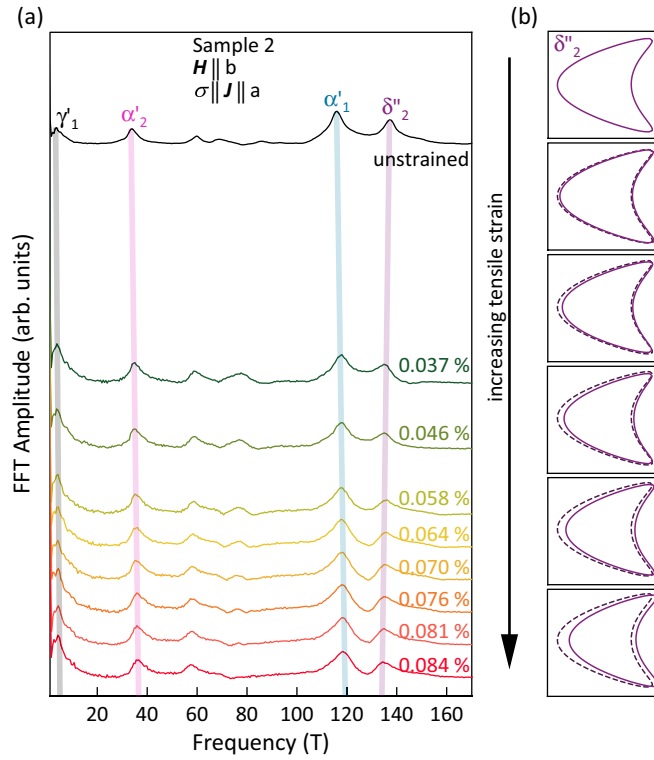 (a)
Sample 2
H || b
σ || J || a
γ'₁
α'₂
α'₁
δ"₂
unstrained
0.037 %
0.046 %
0.058 %
0.064 %
0.070 %
0.076 %
0.081 %
0.084 %
FFT Amplitude (arb. units)
20 40 60 80 100 120 140 160
Frequency (T)
increasing tensile strain
(b)
δ"₂